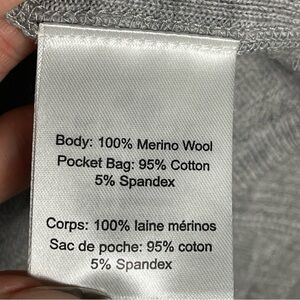 Body: 100% Merino Wool
Pocket Bag: 95% Cotton
5% Spandex
Corps: 100% laine mérinos
Sac de poche: 95% coton
5% Spandex